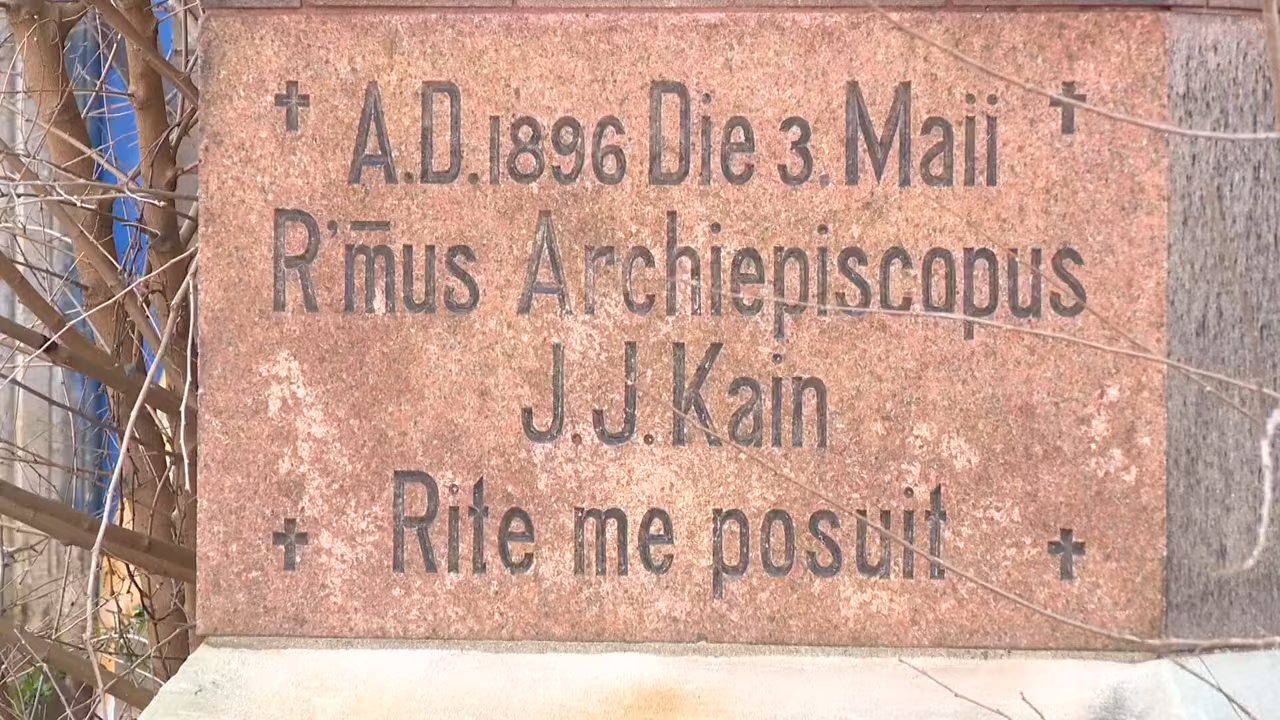 ✝ A.D.1896 Die 3. Maii ✝
R'm̅us Archiepiscopus
J.J.Kain
✝ Rite me posuit ✝